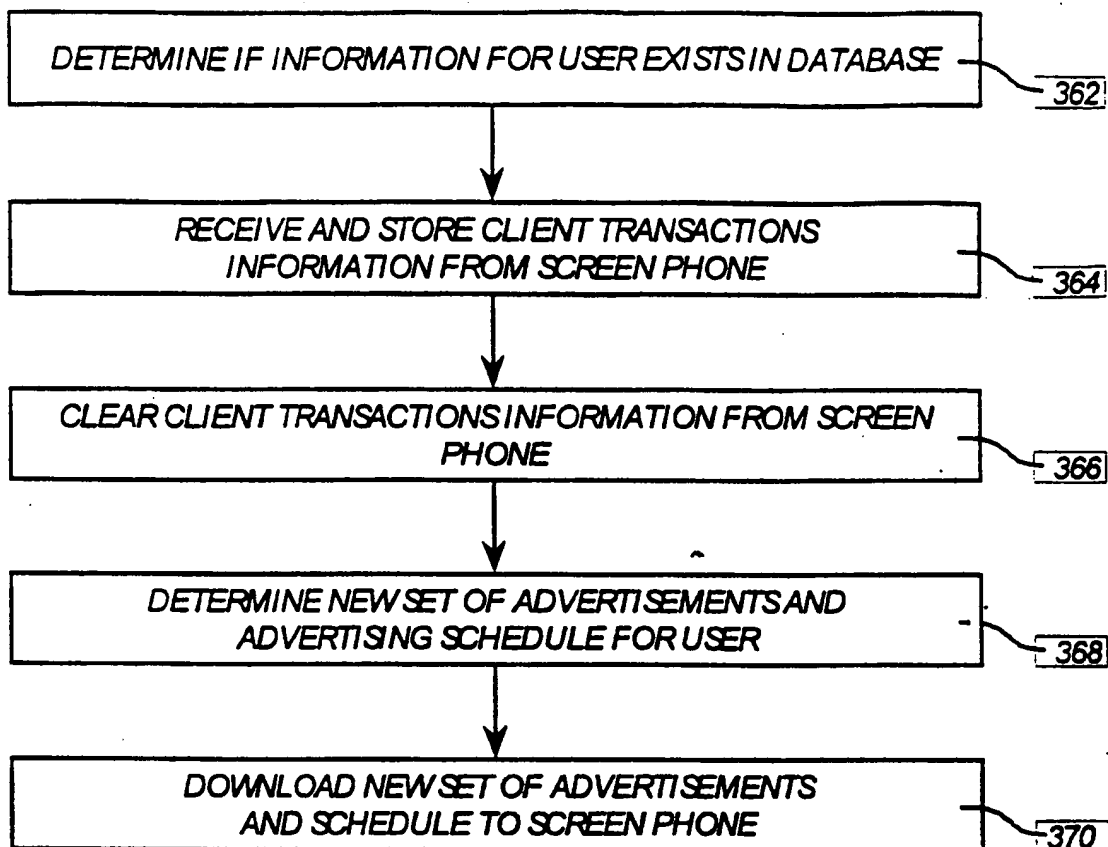 DETERMINE IF INFORMATION FOR USER EXISTS IN DATABASE
362
RECEIVE AND STORE CLIENT TRANSACTIONS
INFORMATION FROM SCREEN PHONE
364
CLEAR CLIENT TRANSACTIONS INFORMATION FROM SCREEN
PHONE
366
DETERMINE NEW SET OF ADVERTISEMENTS AND
ADVERTISING SCHEDULE FOR USER
368
DOWNLOAD NEW SET OF ADVERTISEMENTS
AND SCHEDULE TO SCREEN PHONE
370